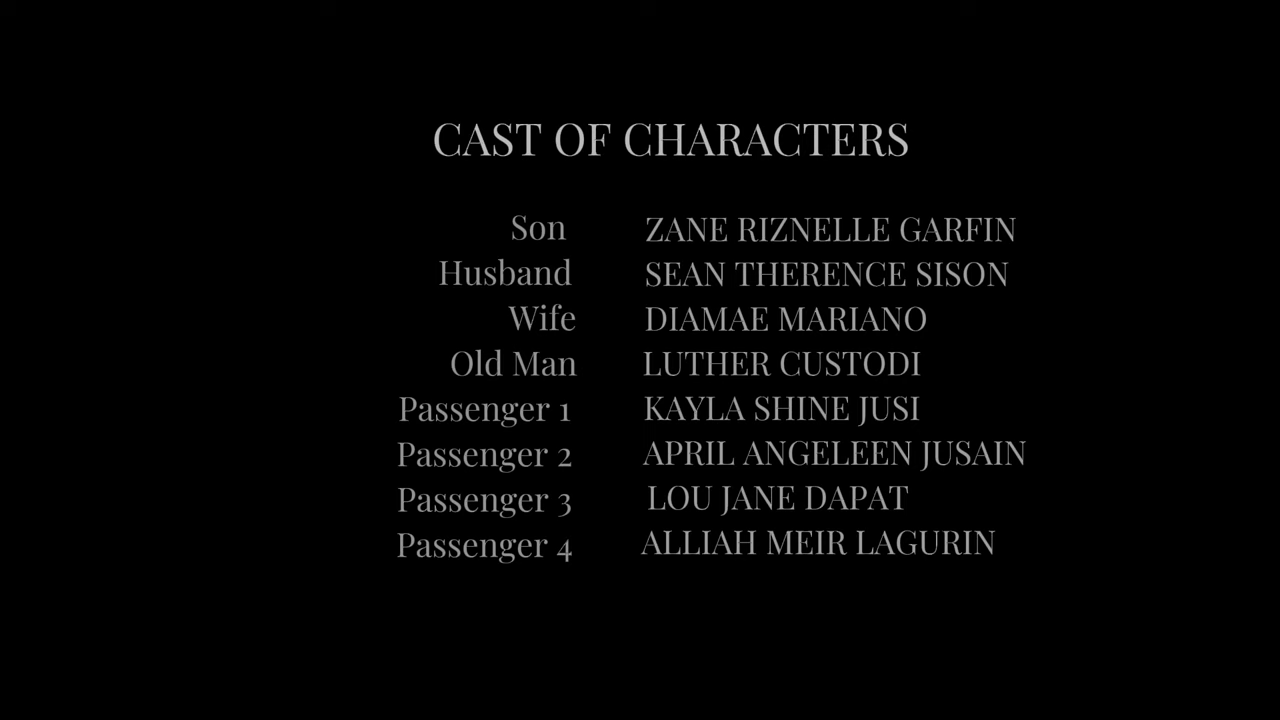 CAST OF CHARACTERS
Son ZANE RIZNELLE GARFIN
Husband SEAN THERENCE SISON
Wife DIAMAE MARIANO
Old Man LUTHER CUSTODI
Passenger 1 KAYLA SHINE JUSI
Passenger 2 APRIL ANGELEEN JUSAIN
Passenger 3 LOU JANE DAPAT
Passenger 4 ALLIAH MEIR LAGURIN